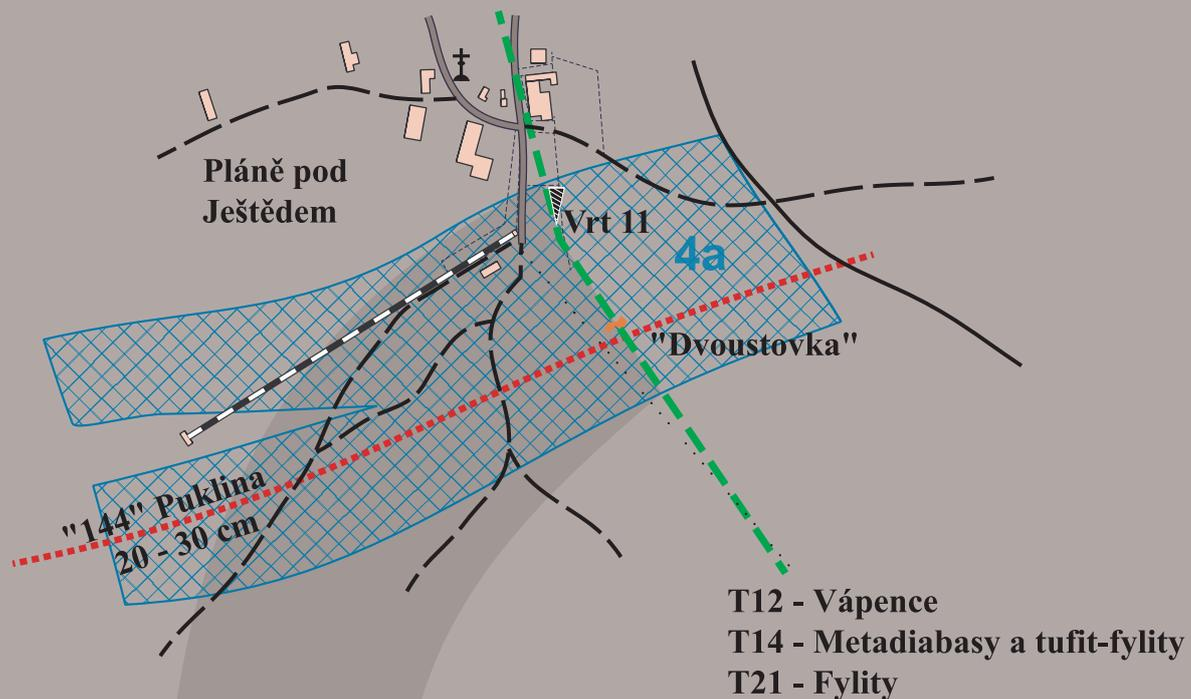 Pláně pod
Ještědem
Vrt 11
4a
"Dvoustovka"
"144" Puklina
20 - 30 cm
T12 - Vápence
T14 - Metadiabasy a tufit-fylity
T21 - Fylity